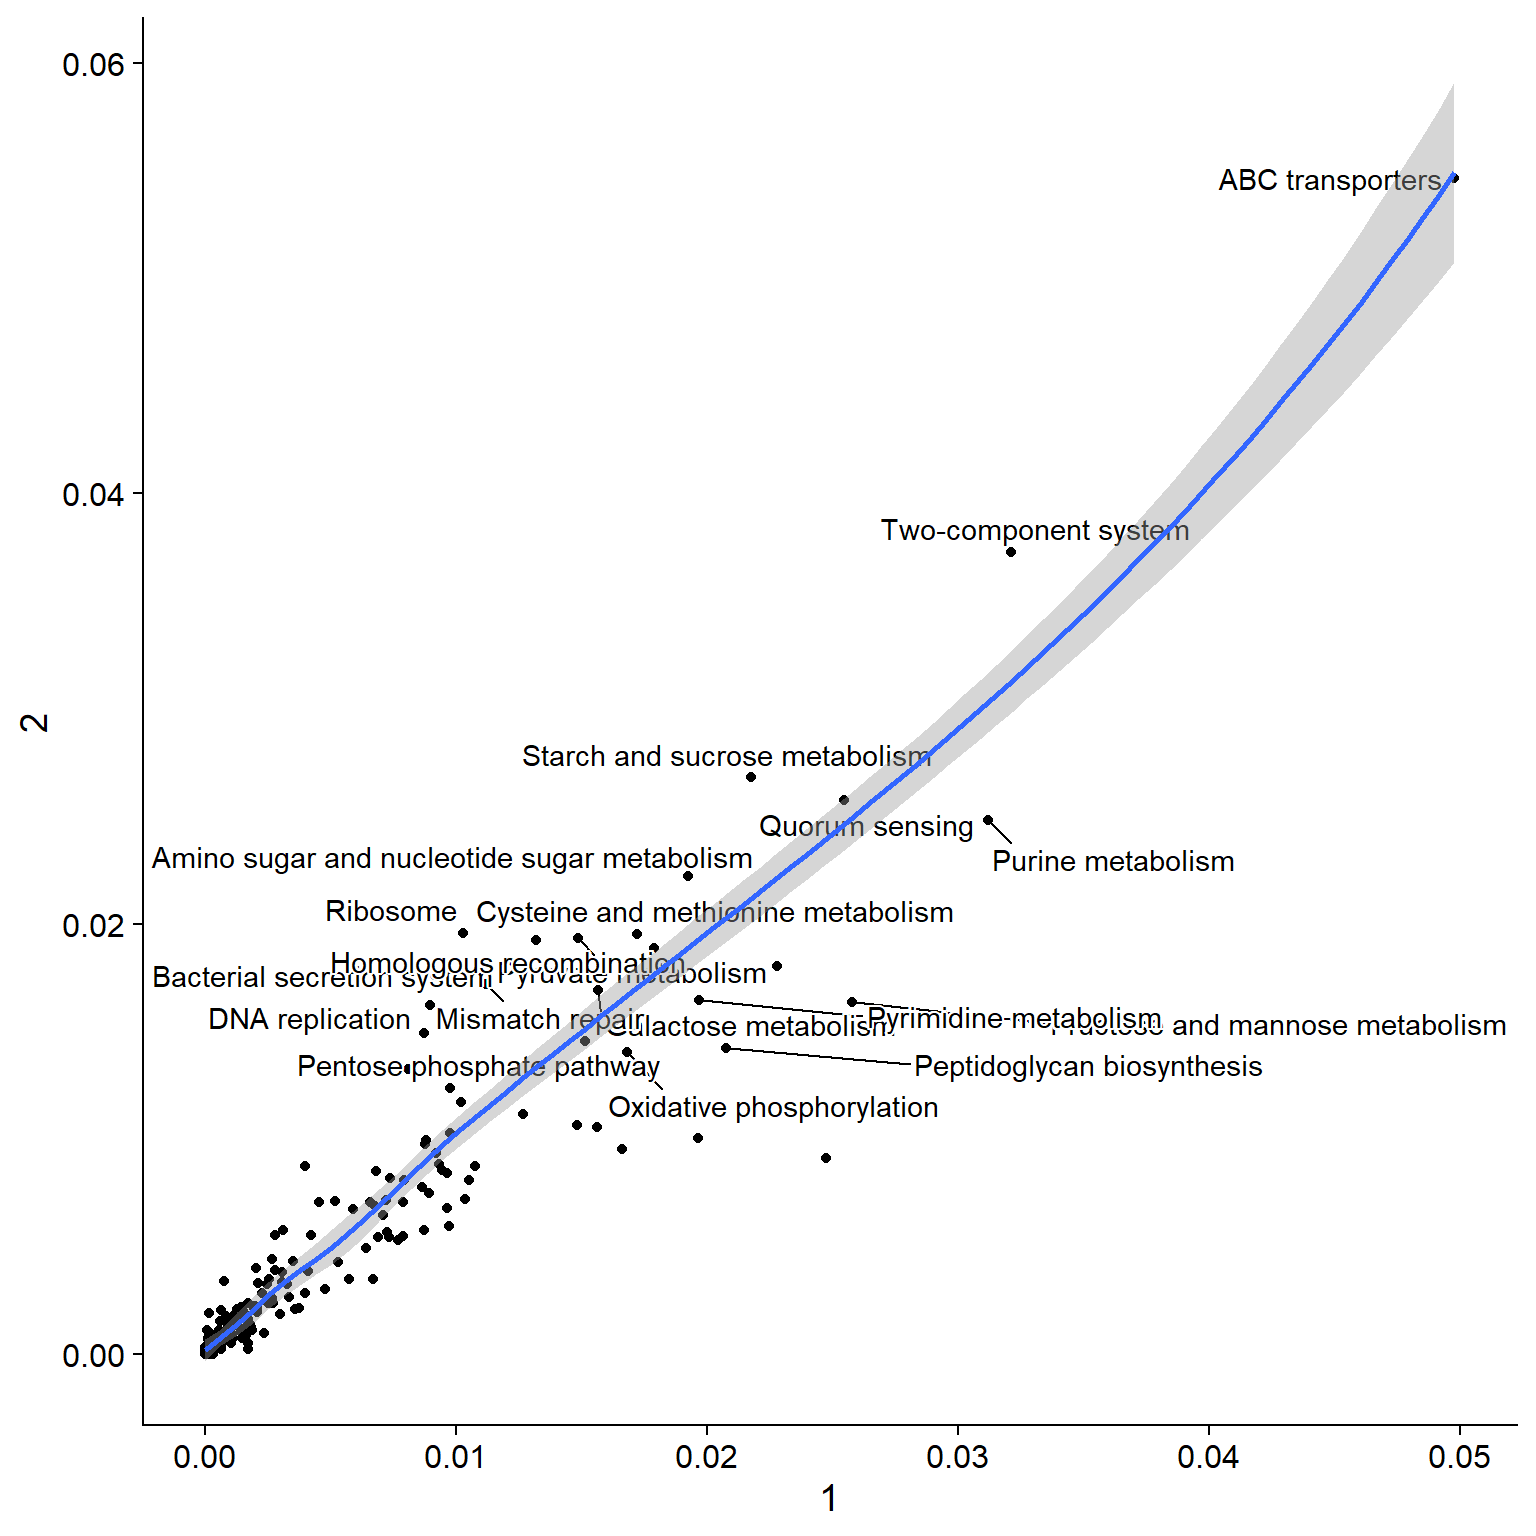 0.06
ABC transporters
0.04
Two-component system
2
Starch and sucrose metabolism
Quorum sensing
Purine metabolism
Amino sugar and nucleotide sugar metabolism
Ribosome
Cysteine and methionine metabolism
0.02
Homologous recombination
Bacterial secretion system
Pyruvate metabolism
DNA replication
Mismatch repair
Galactose metabolism
Pyrimidine metabolism
and mannose metabolism
Pentose phosphate pathway
Peptidoglycan biosynthesis
Oxidative phosphorylation
0.00
0.00
0.01
0.02
0.03
0.04
0.05
1